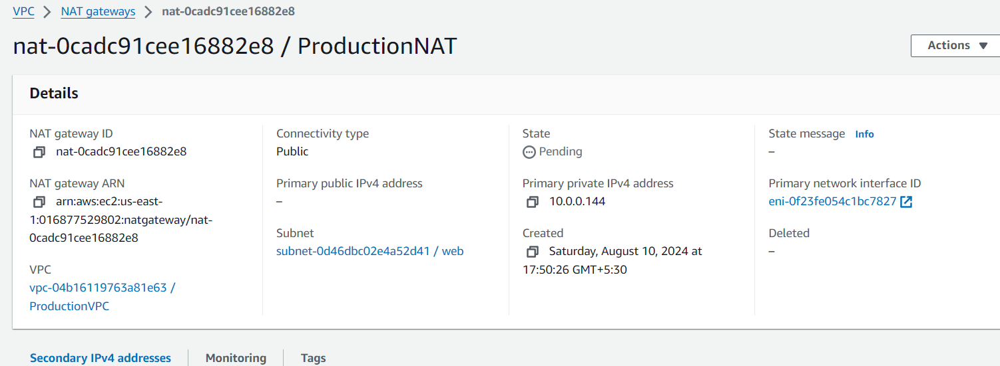 VPC > NAT gateways > nat-0cadc91cee16882e8
nat-0cadc91cee16882e8 / ProductionNAT
Actions ▼
Details
NAT gateway ID
nat-0cadc91cee16882e8
NAT gateway ARN
arn:aws:ec2:us-east-
1:016877529802:natgateway/nat-
0cadc91cee16882e8
VPC
vpc-04b16119763a81e63 /
ProductionVPC
Connectivity type
Public
Primary public IPv4 address
–
Subnet
subnet-0d46dbc02e4a52d41 / web
State
Pending
Primary private IPv4 address
10.0.0.144
Created
Saturday, August 10, 2024 at
17:50:26 GMT+5:30
State message Info
–
Primary network interface ID
eni-0f23fe054c1bc7827
Deleted
–
Secondary IPv4 addresses
Monitoring
Tags